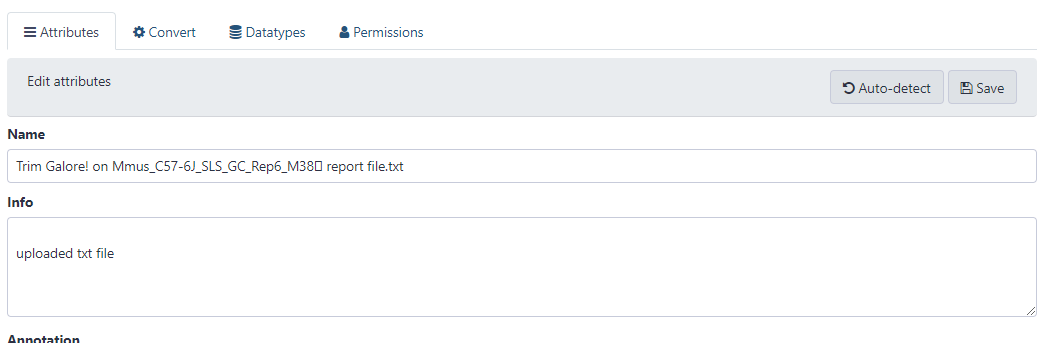 Attributes Convert Datatypes Permissions
Edit attributes Auto-detect Save
Name
Trim Galore! on Mmus_C57-6J_SLS_GC_Rep6_M38▯ report file.txt
Info
uploaded txt file
Annotation